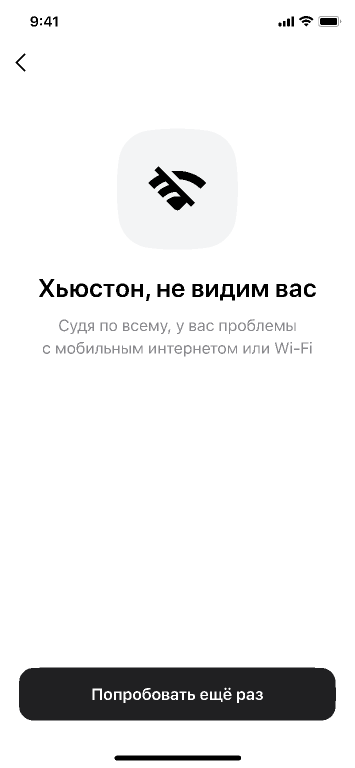 9:41
Хьюстон, не видим вас
Судя по всему, у вас проблемы
с мобильным интернетом или Wi-Fi
Попробовать ещё раз